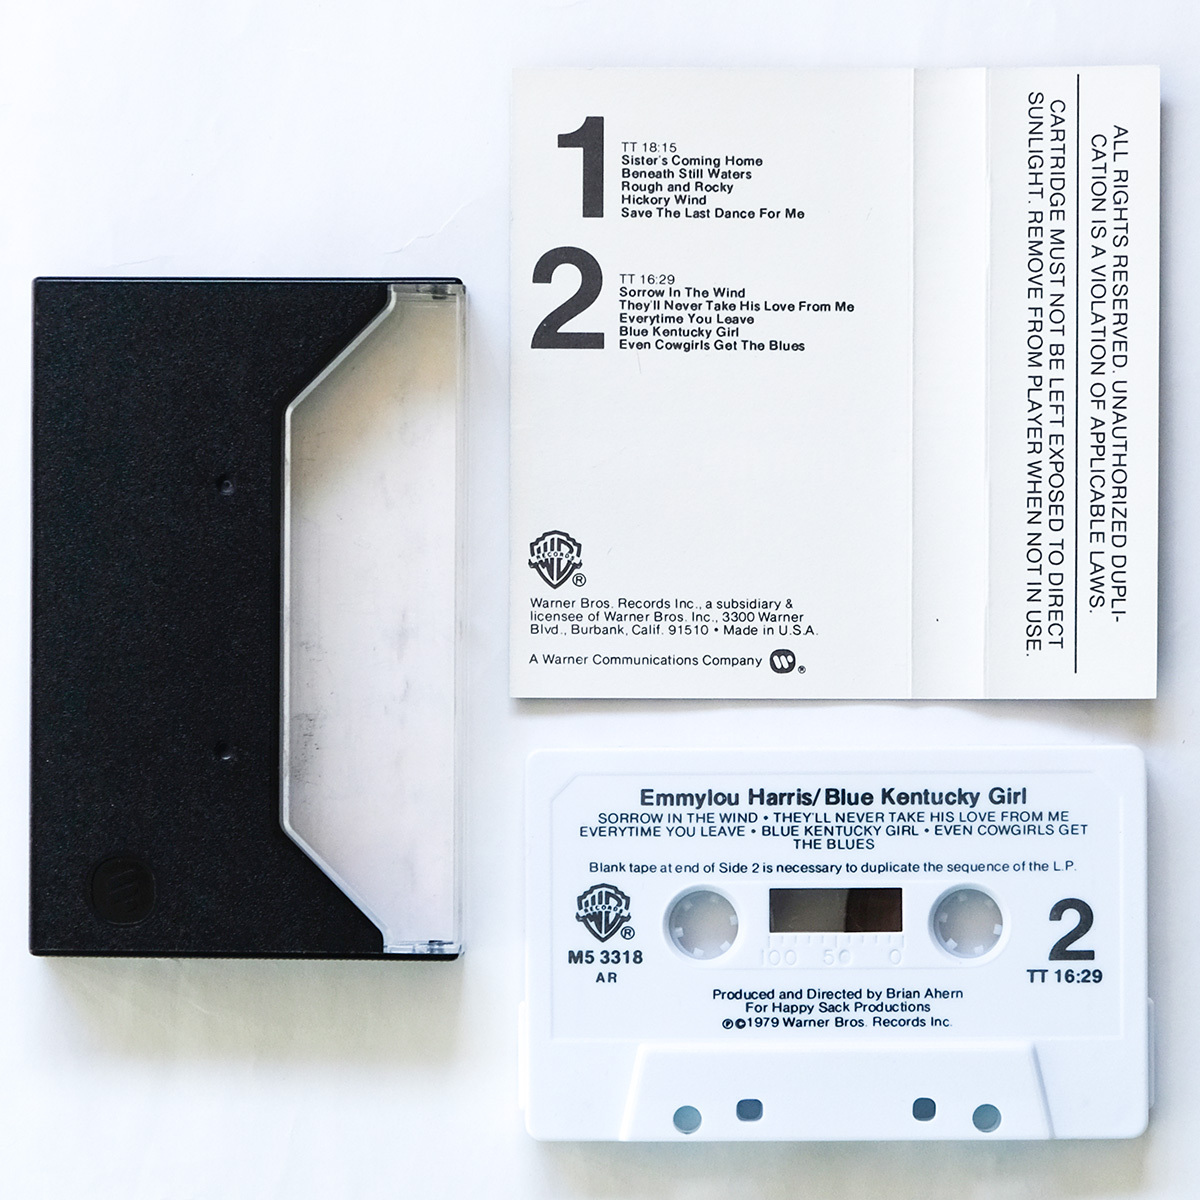 1
TT 18:15
Sister's Coming Home
Beneath Still Waters
Rough and Rocky
Hickory Wind
Save The Last Dance For Me
2
TT 16:29
Sorrow In The Wind
They'll Never Take His Love From Me
Everytime You Leave
Blue Kentucky Girl
Even Cowgirls Get The Blues
WB
RECORDS
®
Warner Bros. Records Inc., a subsidiary &
licensee of Warner Bros. Inc., 3300 Warner
Blvd., Burbank, Calif. 91510 • Made in U.S.A.
A Warner Communications Company ®
ALL RIGHTS RESERVED. UNAUTHORIZED DUPLI-
CATION IS A VIOLATION OF APPLICABLE LAWS.
CARTRIDGE MUST NOT BE LEFT EXPOSED TO DIRECT
SUNLIGHT. REMOVE FROM PLAYER WHEN NOT IN USE.
Emmylou Harris/Blue Kentucky Girl
SORROW IN THE WIND • THEY'LL NEVER TAKE HIS LOVE FROM ME
EVERYTIME YOU LEAVE • BLUE KENTUCKY GIRL • EVEN COWGIRLS GET
THE BLUES
Blank tape at end of Side 2 is necessary to duplicate the sequence of the L.P.
WB
RECORDS
®
M5 3318
AR
100 50 0
2
TT 16:29
Produced and Directed by Brian Ahern
For Happy Sack Productions
℗©1979 Warner Bros. Records Inc.